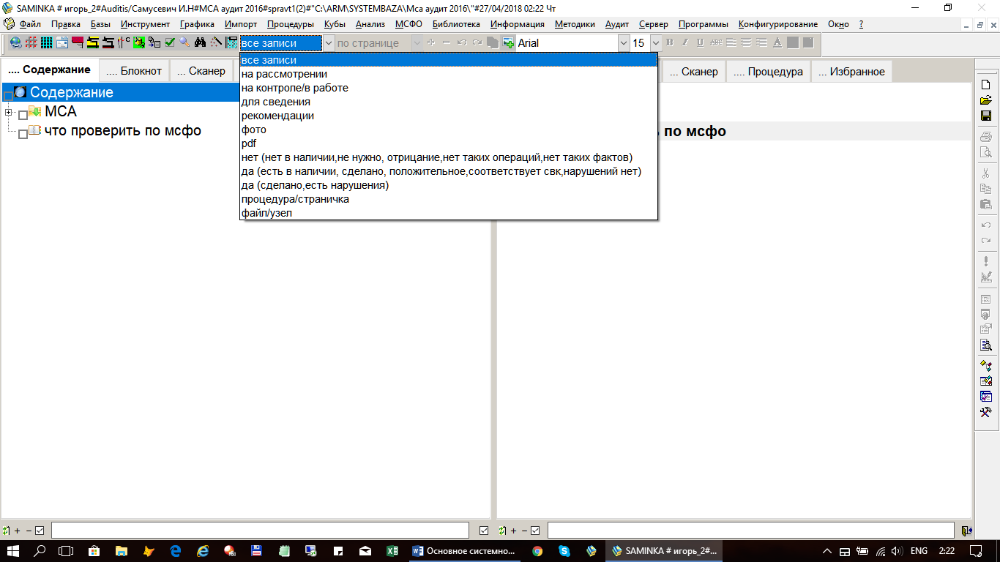 SAMINKA # игорь_2#Auditis/Самусевич И.Н#МСА аудит 2016#spravt1(2)#"C:\ARM\SYSTEMBAZA\Мса аудит 2016\"#27/04/2018 02:22 Чт
Файл Правка Базы Инструмент Графика Импорт Процедуры Кубы Анализ МСФО Библиотека Информация Методики Аудит Сервер Программы Конфигурирование Окно ?
все записи по странице Arial 15 B I U ABC A
.... Содержание .... Блокнот ... Сканер ... Сканер .... Процедура ... Избранное
все записи
на рассмотрении
на контроле/в работе
для сведения
рекомендации
фото
pdf
нет (нет в наличии,не нужно, отрицание,нет таких операций,нет таких фактов)
да (есть в наличии, сделано, положительное,соответствует свк,нарушений нет)
да (сделано,есть нарушения)
процедура/страничка
файл/узел
Содержание
МСА
что проверить по мсфо
по мсфо
Основное системно...
SAMINKA # игорь_2#...
ENG 2:22